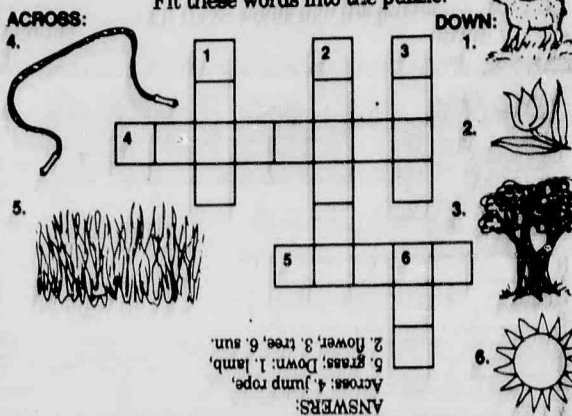 Fit these words into the puzzle.
ACROSS:
DOWN:
4.
1.
1 2 3
2.
4
5.
3.
5 6
6.
ANSWERS:
Across: 4. jump rope,
5. grass; Down: 1. lamb,
2. flower, 3. tree, 6. sun.